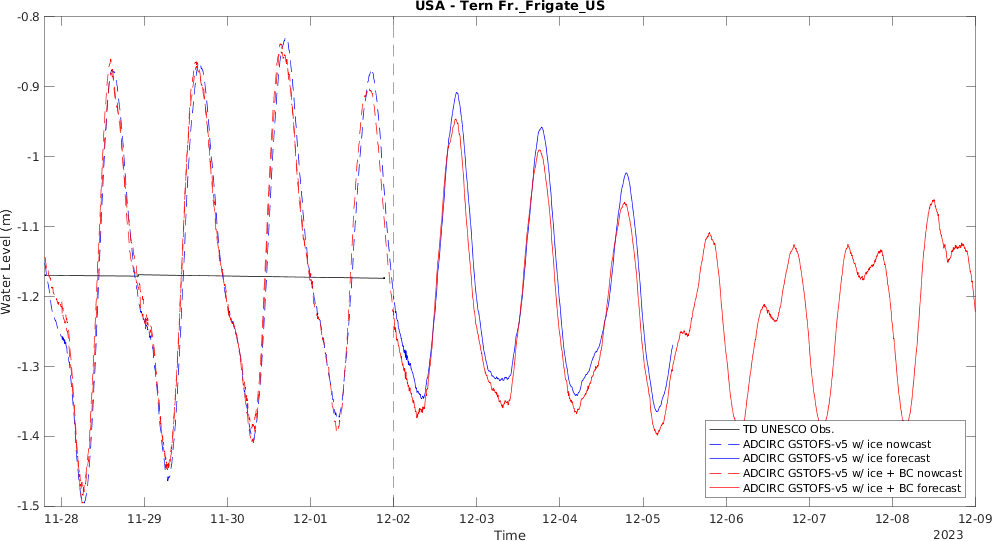 USA - Tern Fr._Frigate_US
Water Level (m)
-0.8
-0.9
-1
-1.1
-1.2
-1.3
-1.4
-1.5
TD UNESCO Obs.
ADCIRC GSTOFS-v5 w/ ice nowcast
ADCIRC GSTOFS-v5 w/ ice forecast
ADCIRC GSTOFS-v5 w/ ice + BC nowcast
ADCIRC GSTOFS-v5 w/ ice + BC forecast
11-28 11-29 11-30 12-01 12-02 12-03 12-04 12-05 12-06 12-07 12-08 12-09
Time
2023